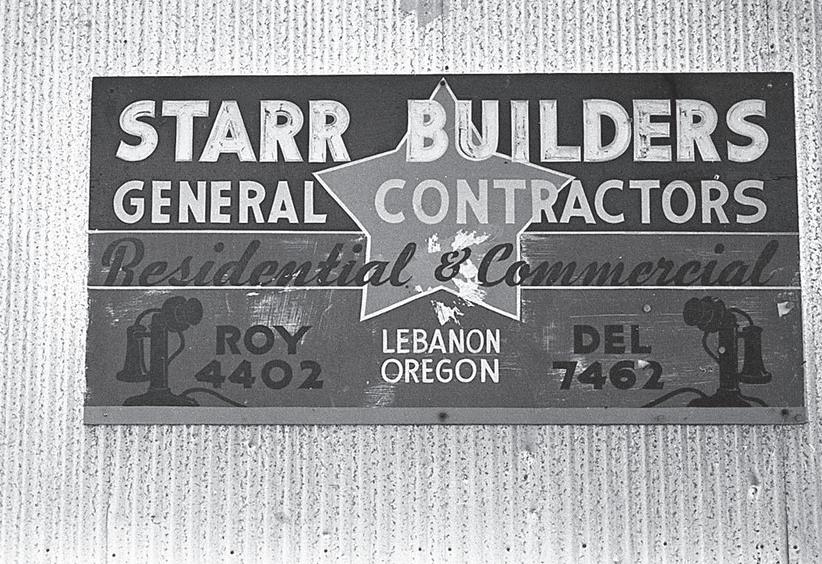 STARR BUILDERS
GENERAL CONTRACTORS
Residential & Commercial
ROY
4402
LEBANON
OREGON
DEL
7462